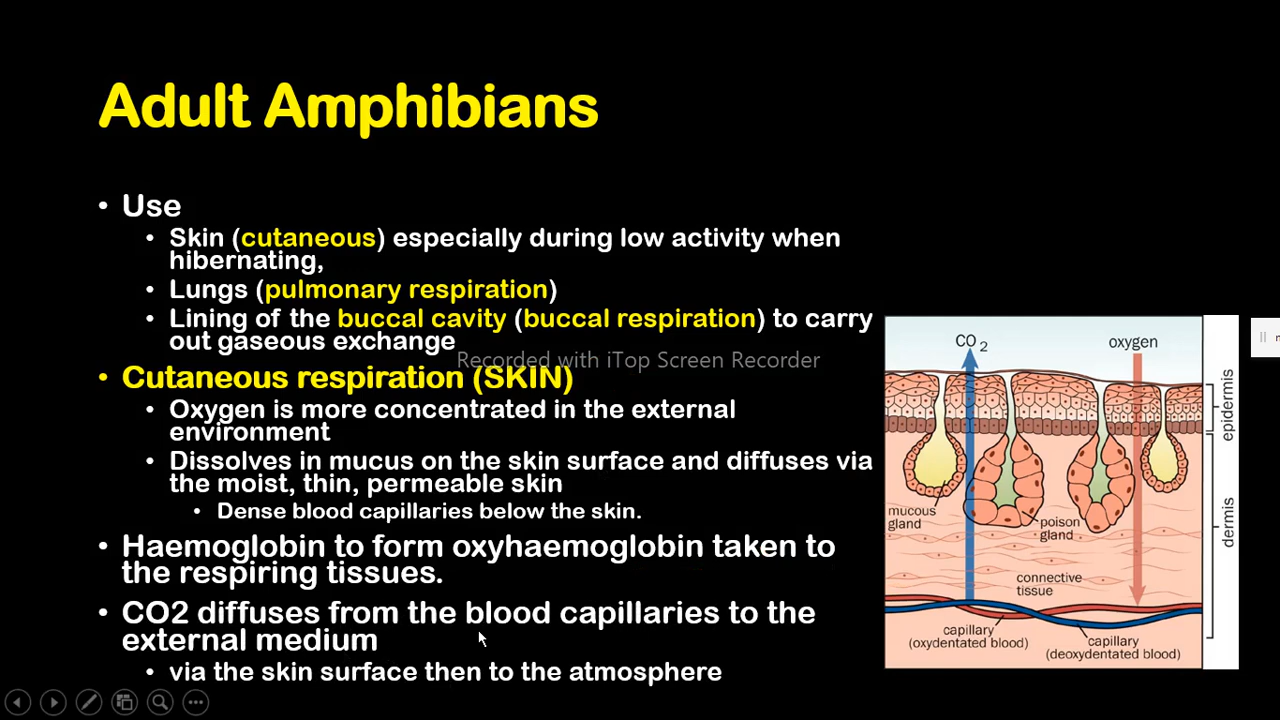 Adult Amphibians
• Use
• Skin (cutaneous) especially during low activity when
hibernating,
• Lungs (pulmonary respiration)
• Lining of the buccal cavity (buccal respiration) to carry
out gaseous exchange
Recorded with iTop Screen Recorder
• Cutaneous respiration (SKIN)
• Oxygen is more concentrated in the external
environment
• Dissolves in mucus on the skin surface and diffuses via
the moist, thin, permeable skin
• Dense blood capillaries below the skin.
• Haemoglobin to form oxyhaemoglobin taken to
the respiring tissues.
• CO2 diffuses from the blood capillaries to the
external medium
• via the skin surface then to the atmosphere
CO2
oxygen
epidermis
mucous
gland
poison
gland
dermis
connective
tissue
capillary
(oxydentated blood)
capillary
(deoxydentated blood)